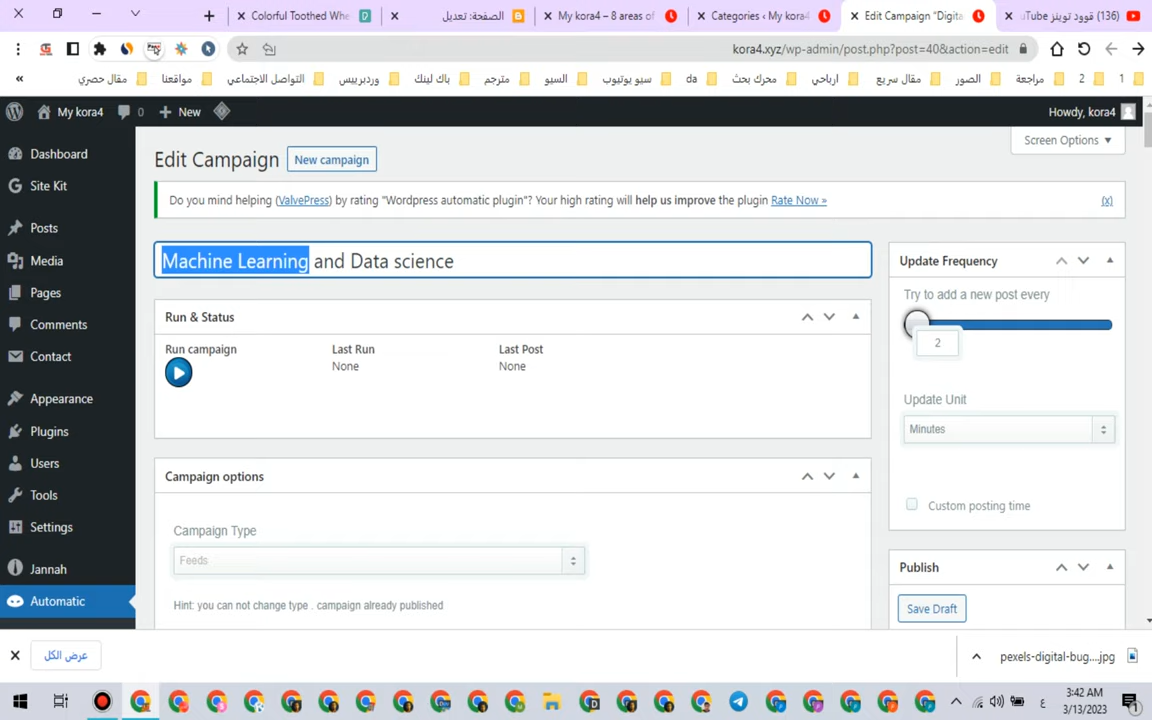 Colorful Toothed Whe
الصفحة: تعديل
My kora4 – 8 areas of
Categories ‹ My kora4
Edit Campaign "Digita
(136) قوود توينز uTube
kora4.xyz/wp-admin/post.php?post=40&action=edit
« مقال حصري مواقعنا التواصل الاجتماعي وردبرييس باك لينك مترجم السيو سيو يوتيوب da محرك بحث ارباحي مقال سريع الصور مراجعة 2 1
My kora4 0 New
Howdy, kora4
Screen Options ▼
Dashboard
Site Kit
Posts
Media
Pages
Comments
Contact
Appearance
Plugins
Users
Tools
Settings
Jannah
Automatic
Edit Campaign New campaign
Do you mind helping (ValvePress) by rating "Wordpress automatic plugin"? Your high rating will help us improve the plugin Rate Now » (x)
Machine Learning and Data science
Run & Status
Run campaign Last Run Last Post
None None
Campaign options
Campaign Type
Feeds
Hint: you can not change type . campaign already published
Update Frequency
Try to add a new post every
2
Update Unit
Minutes
Custom posting time
Publish
Save Draft
عرض الكل
pexels-digital-bug....jpg
ع
3:42 AM
3/13/2023
1